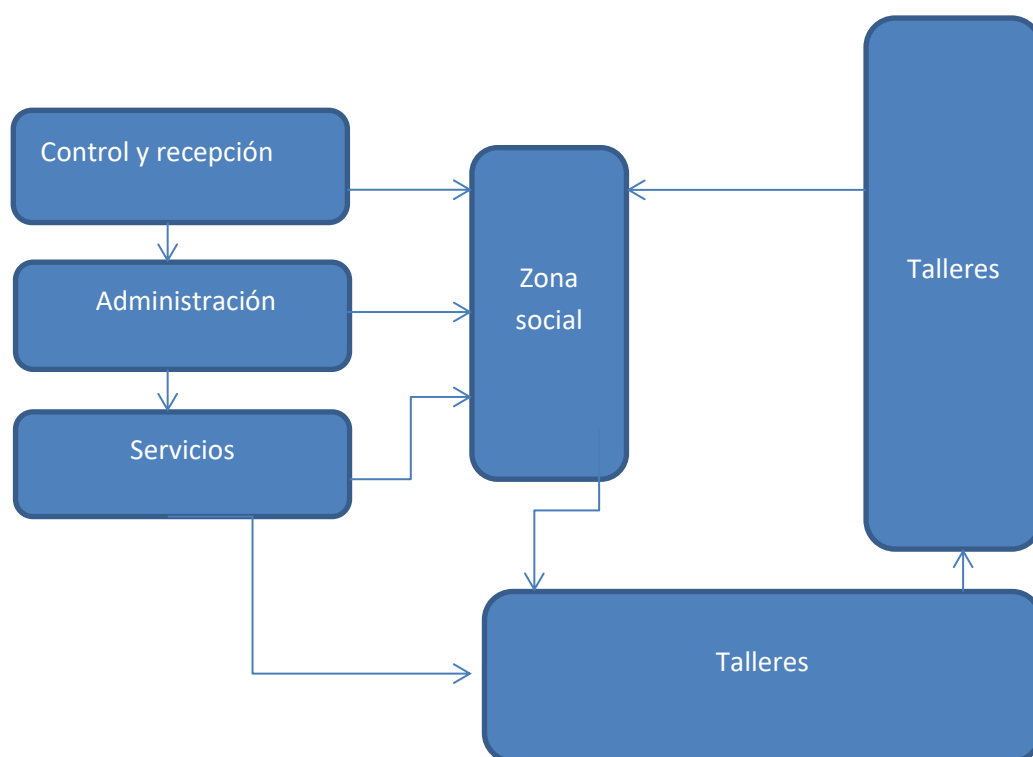 Control y recepción
Administración
Servicios
Zona
social
Talleres
Talleres